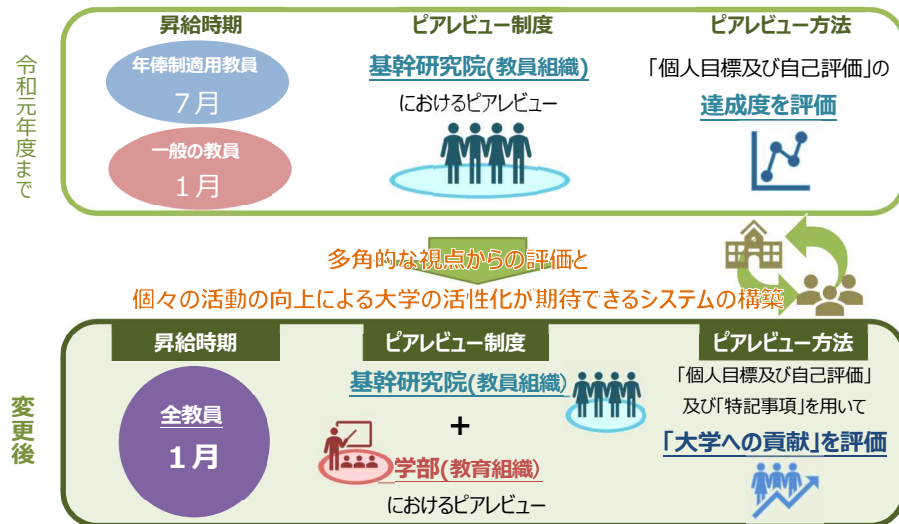 令和元年度まで
昇給時期
年俸制適用教員
7月
一般の教員
1月
ピアレビュー制度
基幹研究院(教員組織)
におけるピアレビュー
ピアレビュー方法
「個人目標及び自己評価」の
達成度を評価
多角的な視点からの評価と
個々の活動の向上による大学の活性化が期待できるシステムの構築
変更後
昇給時期
全教員
1月
ピアレビュー制度
基幹研究院(教員組織)
+
学部(教育組織)
におけるピアレビュー
ピアレビュー方法
「個人目標及び自己評価」
及び「特記事項」を用いて
「大学への貢献」を評価